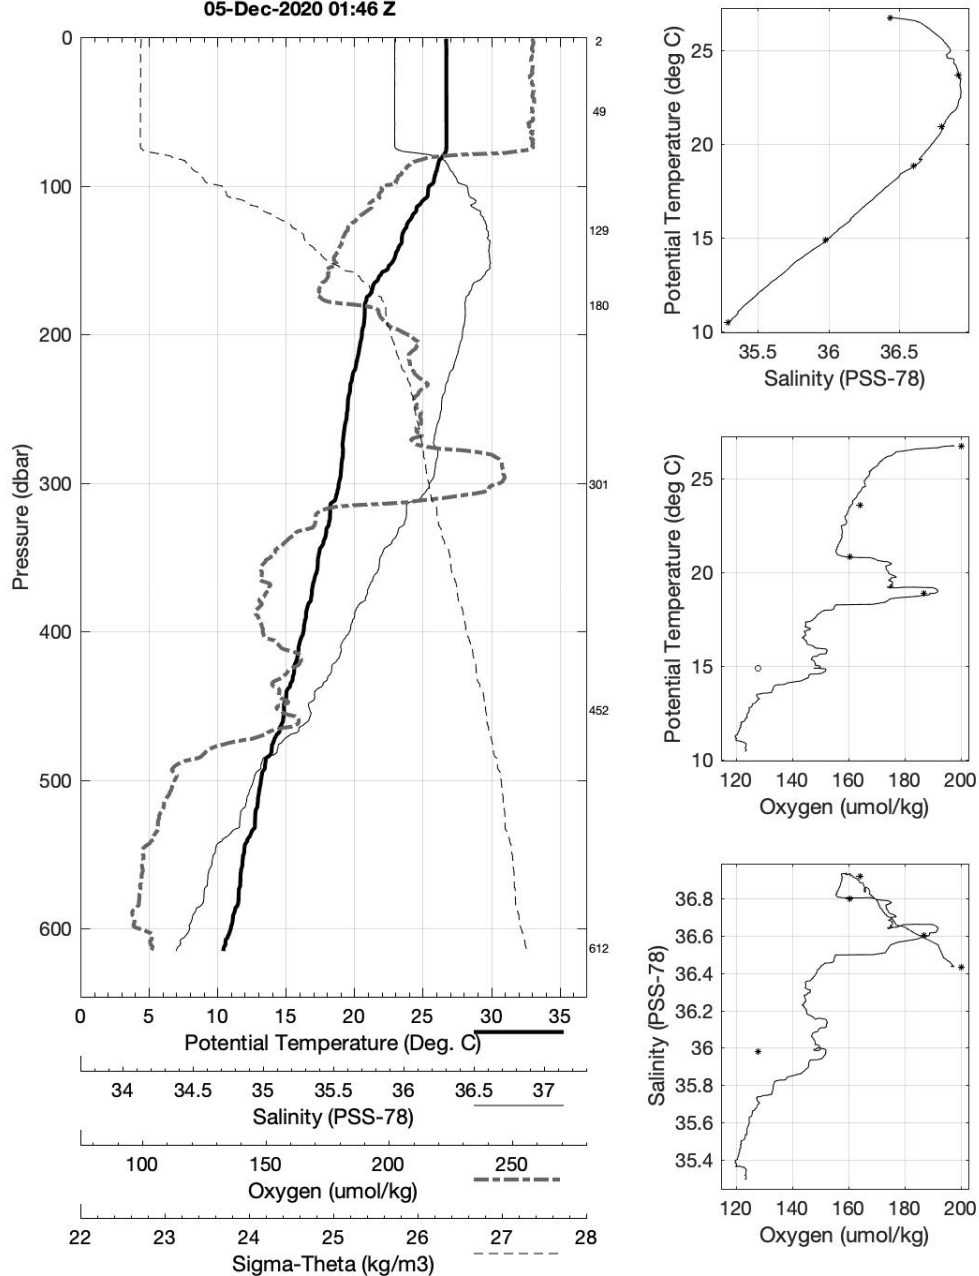 05-Dec-2020 01:46 Z
0
100
200
300
400
500
600
Pressure (dbar)
2
49
129
180
301
452
612
0 5 10 15 20 25 30 35
Potential Temperature (Deg. C)
34 34.5 35 35.5 36 36.5 37
Salinity (PSS-78)
100 150 200 250
Oxygen (umol/kg)
22 23 24 25 26 27 28
Sigma-Theta (kg/m3)
25
20
15
10
Potential Temperature (deg C)
35.5 36 36.5
Salinity (PSS-78)
25
20
15
10
Potential Temperature (deg C)
120 140 160 180 200
Oxygen (umol/kg)
36.8
36.6
36.4
36.2
36
35.8
35.6
35.4
Salinity (PSS-78)
120 140 160 180 200
Oxygen (umol/kg)